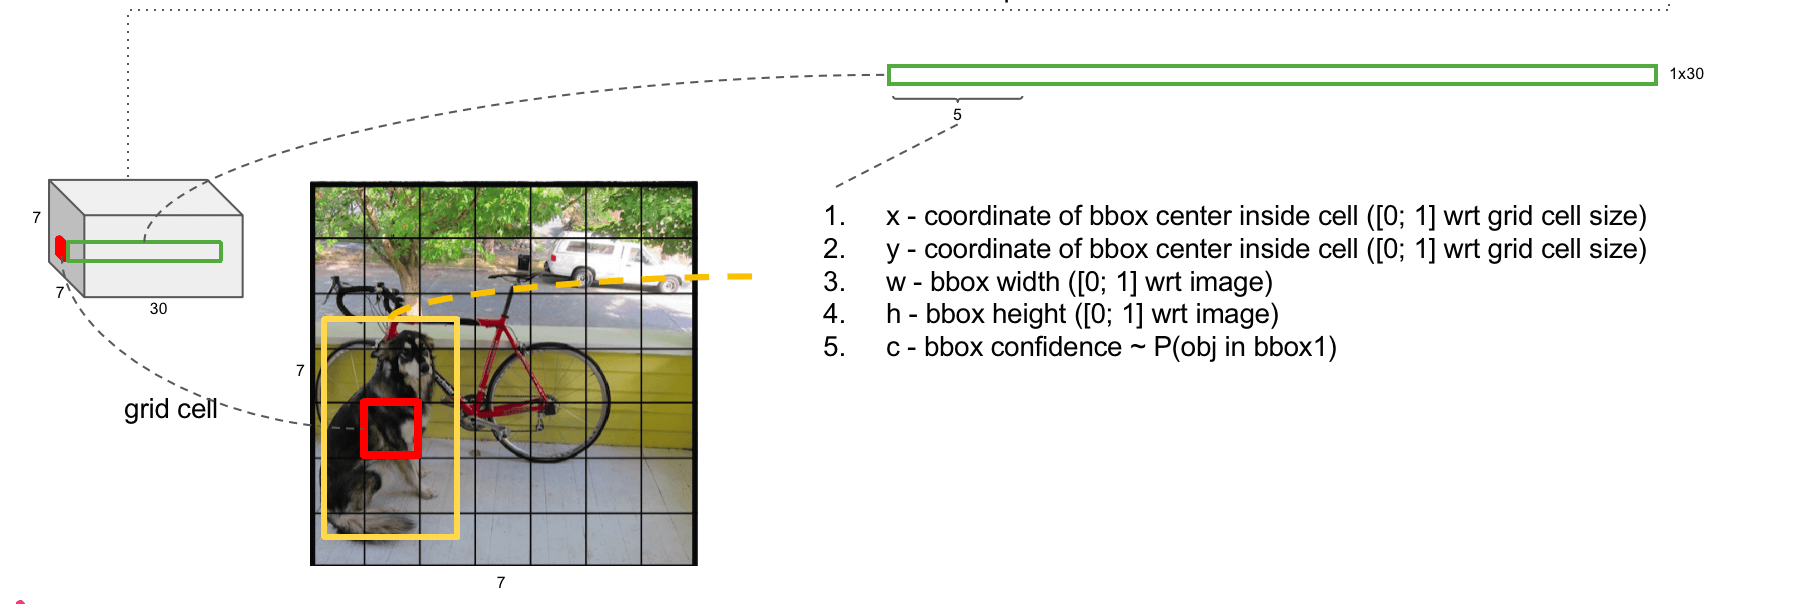 1x30
5
7
7
30
grid cell
7
7
1. x - coordinate of bbox center inside cell ([0; 1] wrt grid cell size)
2. y - coordinate of bbox center inside cell ([0; 1] wrt grid cell size)
3. w - bbox width ([0; 1] wrt image)
4. h - bbox height ([0; 1] wrt image)
5. c - bbox confidence ~ P(obj in bbox1)